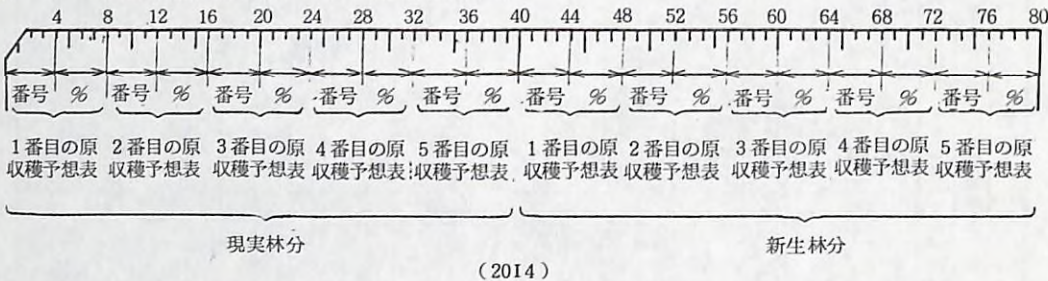 4 8 12 16 20 24 28 32 36 40 44 48 52 56 60 64 68 72 76 80
番号 % 番号 % 番号 % 番号 % 番号 % 番号 % 番号 % 番号 % 番号 % 番号 %
1番目の原 2番目の原 3番目の原 4番目の原 5番目の原 1番目の原 2番目の原 3番目の原 4番目の原 5番目の原
収穫予想表 収穫予想表 収穫予想表 収穫予想表 収穫予想表 収穫予想表 収穫予想表 収穫予想表 収穫予想表 収穫予想表
現実林分 新生林分
(20I4)